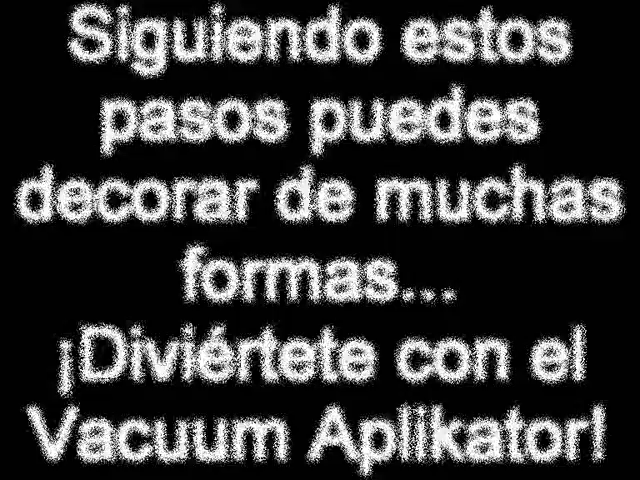 Siguiendo estos
pasos puedes
decorar de muchas
formas...
¡Diviértete con el
Vacuum Aplikator!